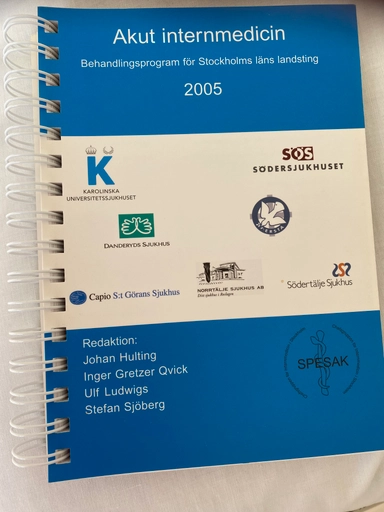 Akut internmedicin
Behandlingsprogram för Stockholms läns landsting
2005
K
KAROLINSKA
UNIVERSITETSSJUKHUSET
SÖS
SÖDERSJUKHUSET
DANDERYDS SJUKHUS
Capio S:t Görans Sjukhus
NORRTÄLJE SJUKHUS AB
Södertälje Sjukhus
Redaktion:
Johan Hulting
Inger Gretzer Qvick
Ulf Ludwigs
Stefan Sjöberg
SPESAK